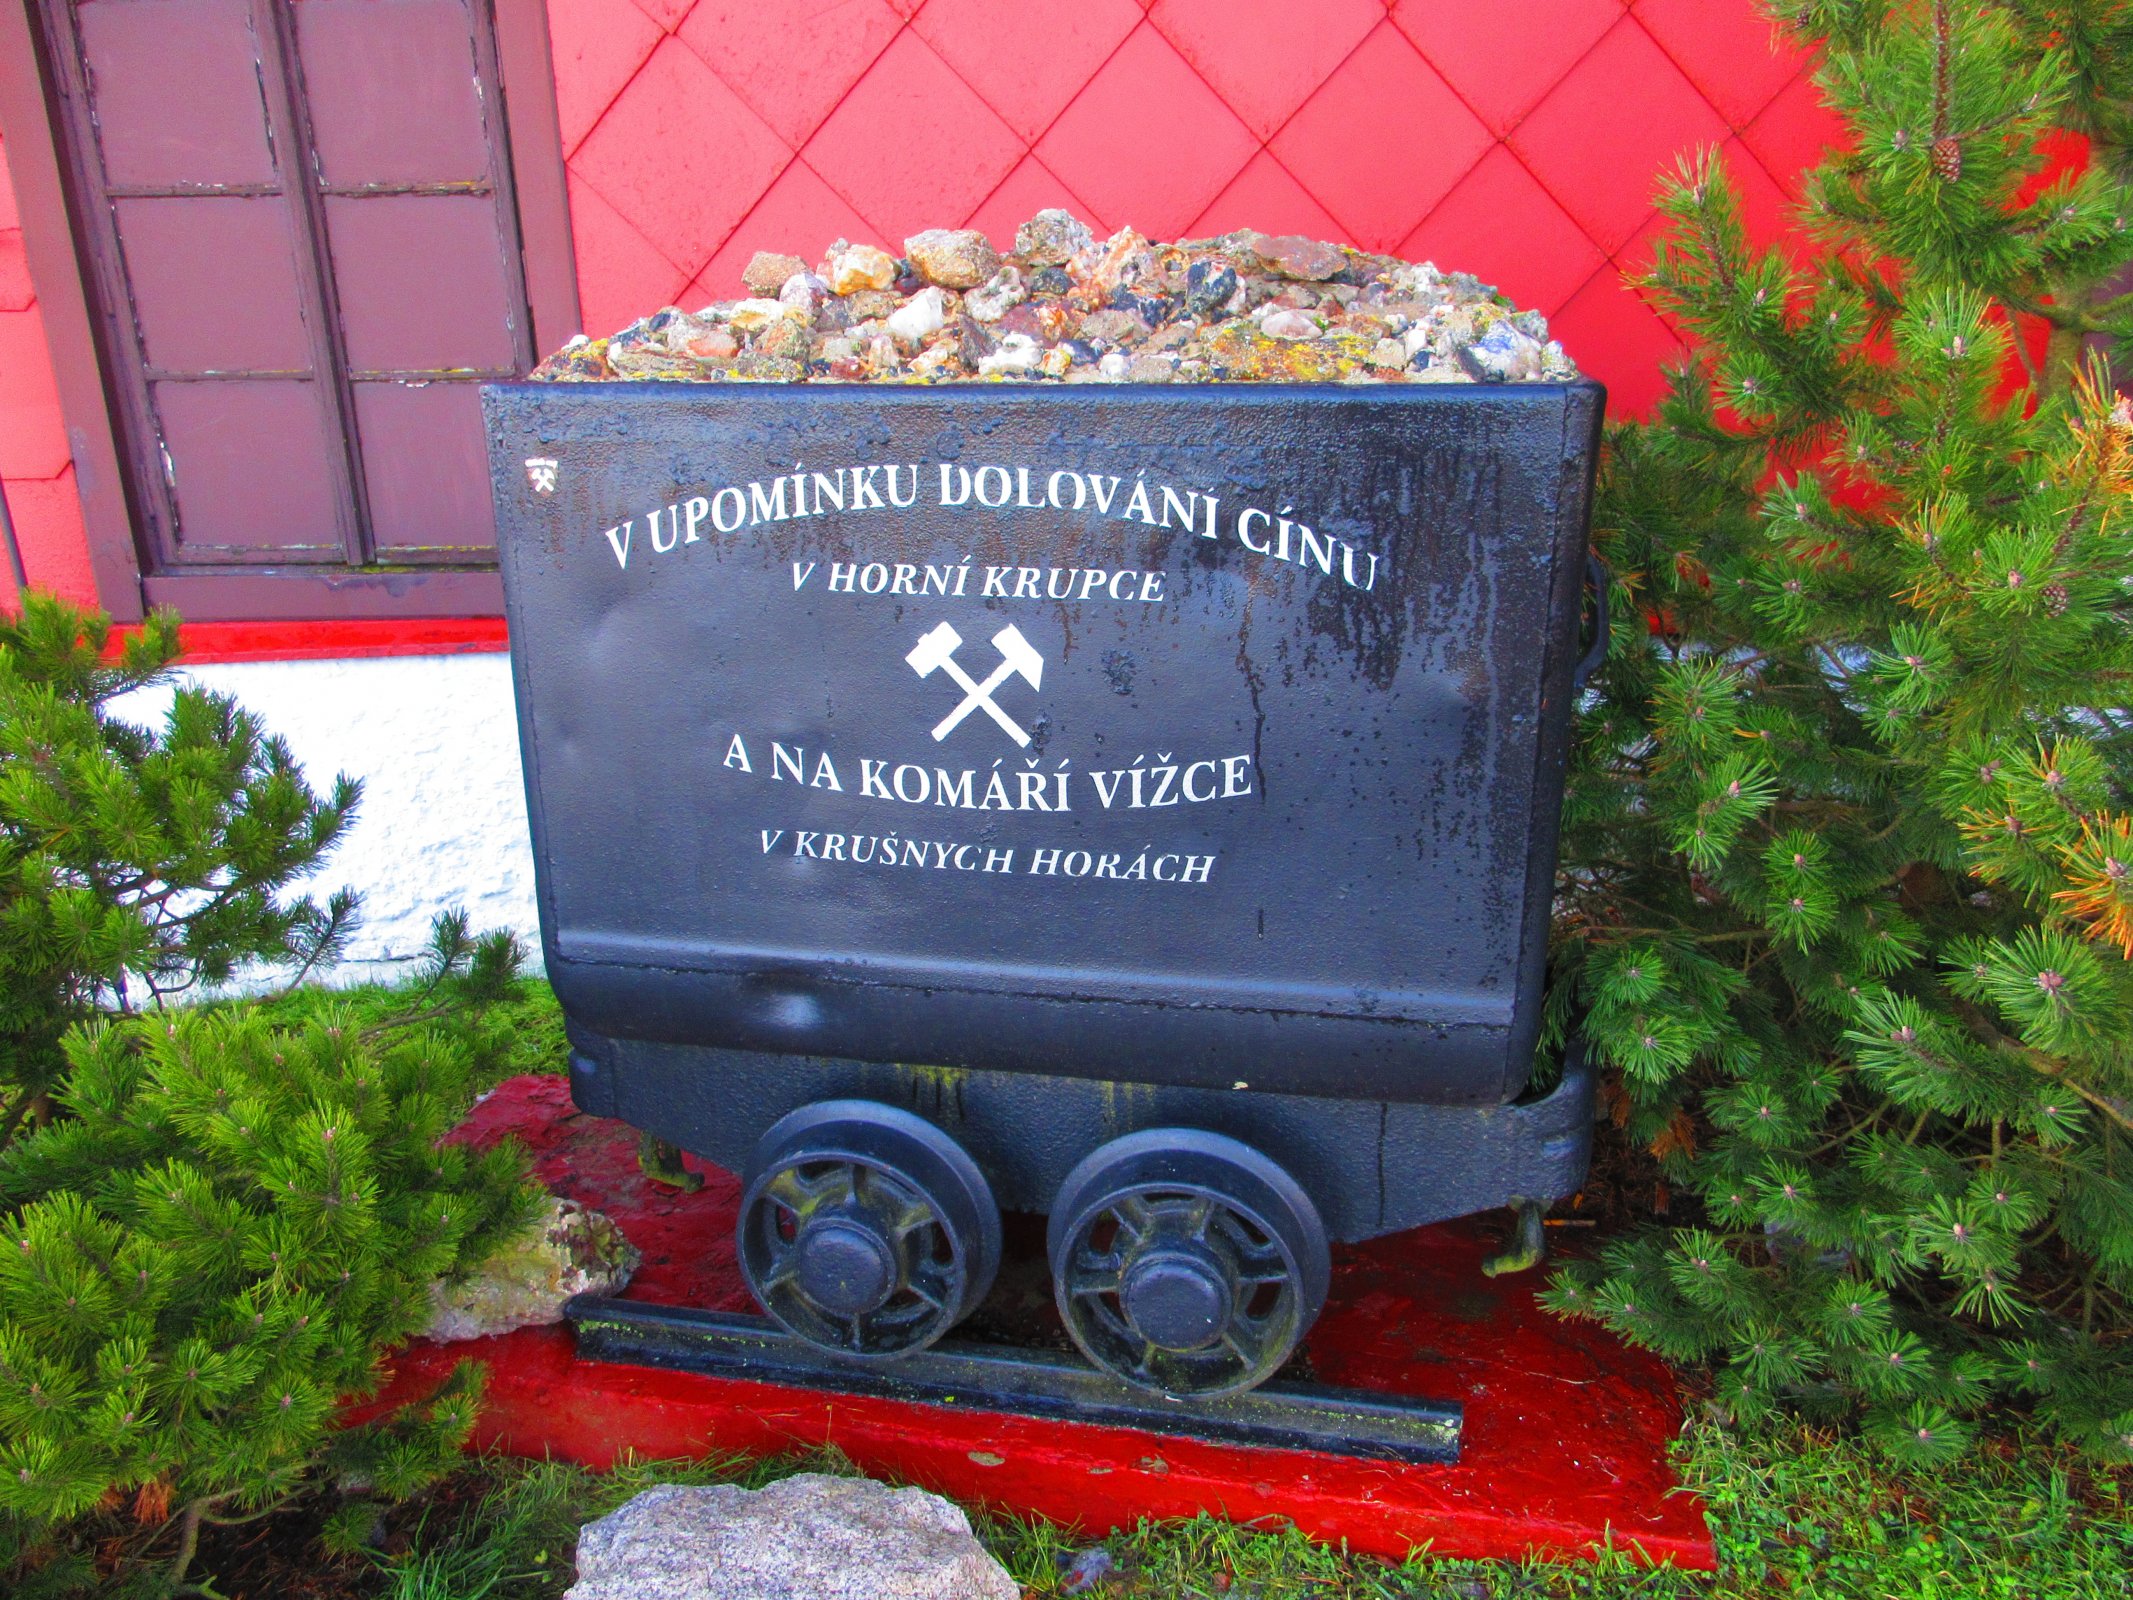 V UPOMÍNKU DOLOVÁNÍ CÍNU
V HORNÍ KRUPCE
A NA KOMÁŘÍ VÍŽCE
V KRUŠNYCH HORÁCH